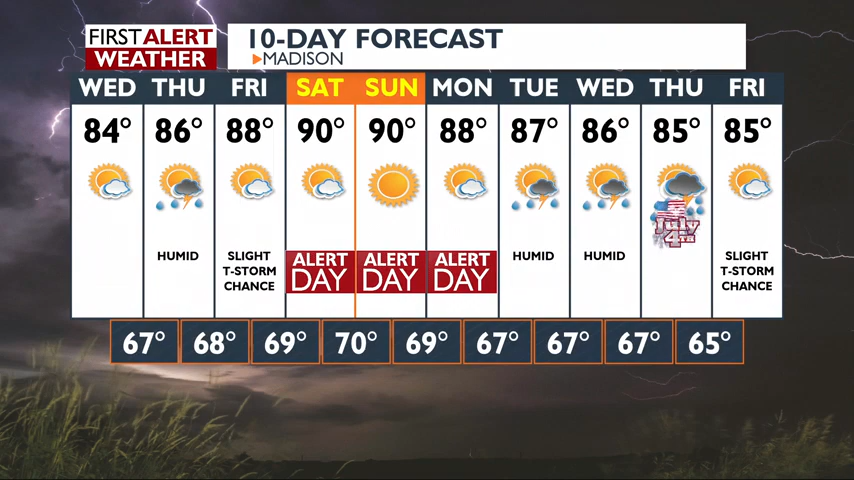 FIRST ALERT
WEATHER
10-DAY FORECAST
MADISON
WED THU FRI SAT SUN MON TUE WED THU FRI
84° 86° 88° 90° 90° 88° 87° 86° 85° 85°
July
4TH
HUMID
SLIGHT
T-STORM
CHANCE
ALERT
DAY
ALERT
DAY
ALERT
DAY
HUMID
HUMID
SLIGHT
T-STORM
CHANCE
67° 68° 69° 70° 69° 67° 67° 67° 65°